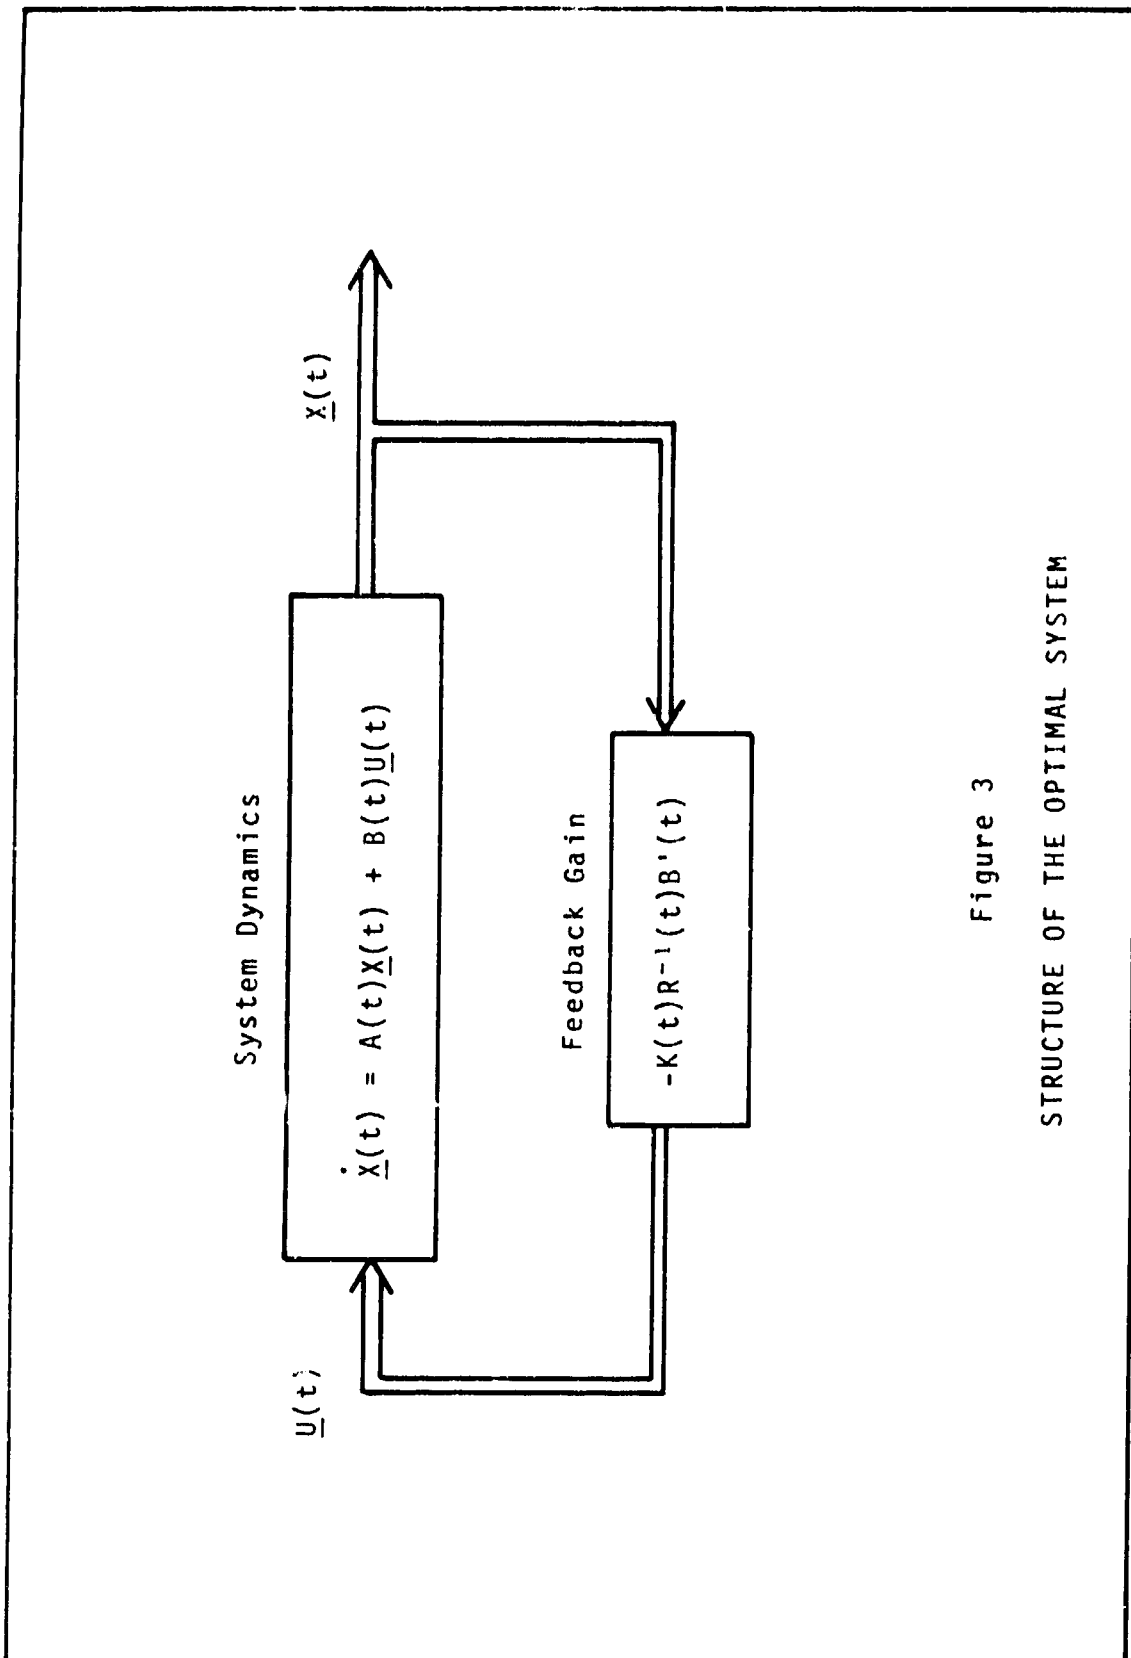 System Dynamics
Ẋ(t) = A(t)X(t) + B(t)U(t)
X(t)
U(t)
Feedback Gain
-K(t)R⁻¹(t)B'(t)
Figure 3
STRUCTURE OF THE OPTIMAL SYSTEM